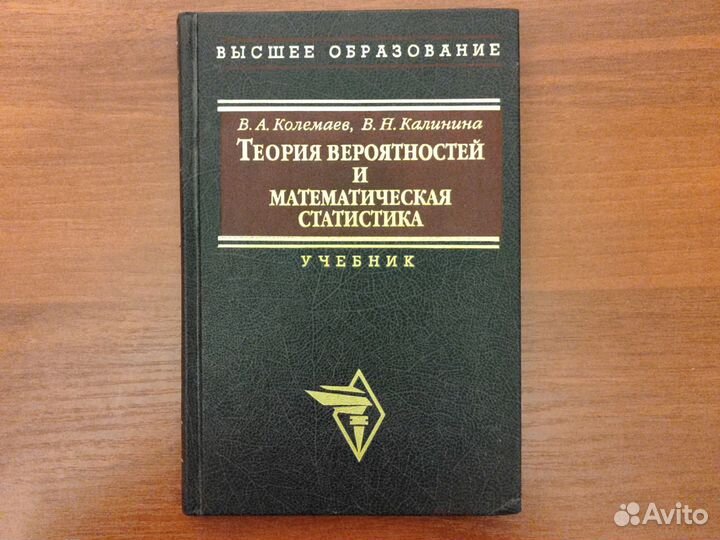 ВЫСШЕЕ ОБРАЗОВАНИЕ
В. А. Колемаев, В. Н. Калинина
ТЕОРИЯ ВЕРОЯТНОСТЕЙ
И
МАТЕМАТИЧЕСКАЯ
СТАТИСТИКА
УЧЕБНИК
Avito